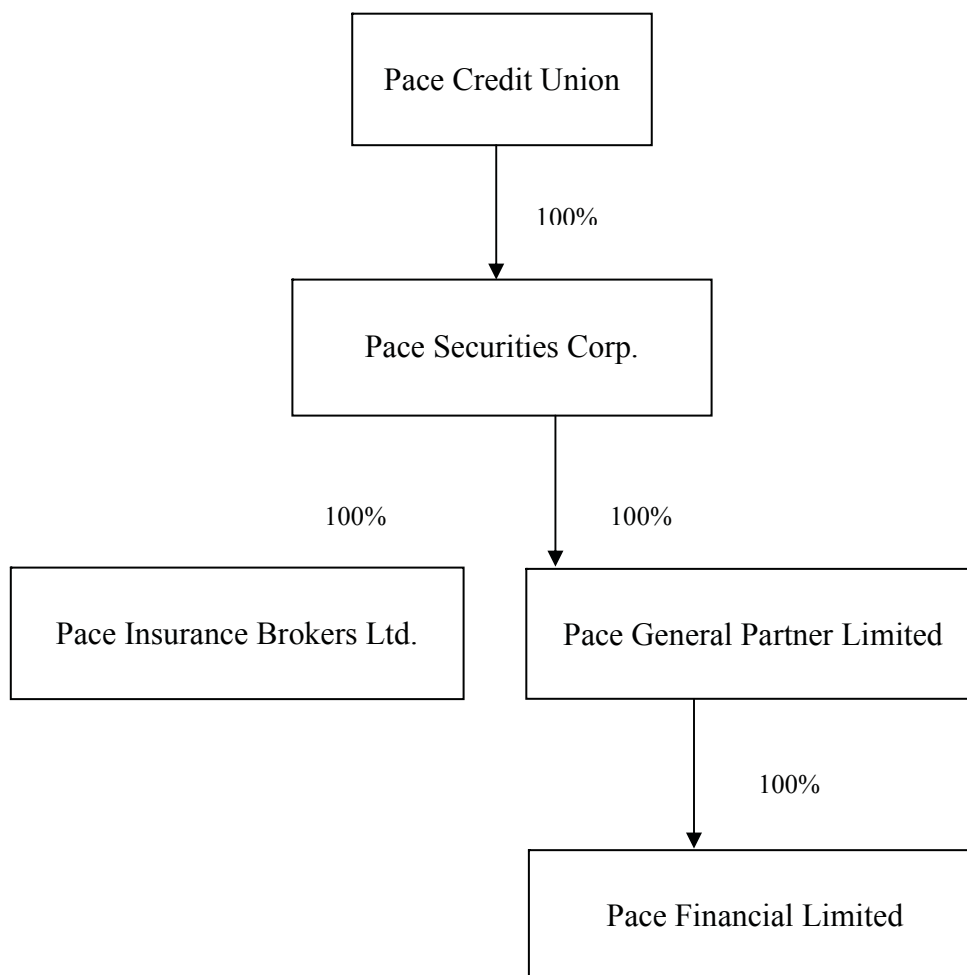 Pace Credit Union
100%
Pace Securities Corp.
100%
100%
Pace Insurance Brokers Ltd.
Pace General Partner Limited
100%
Pace Financial Limited